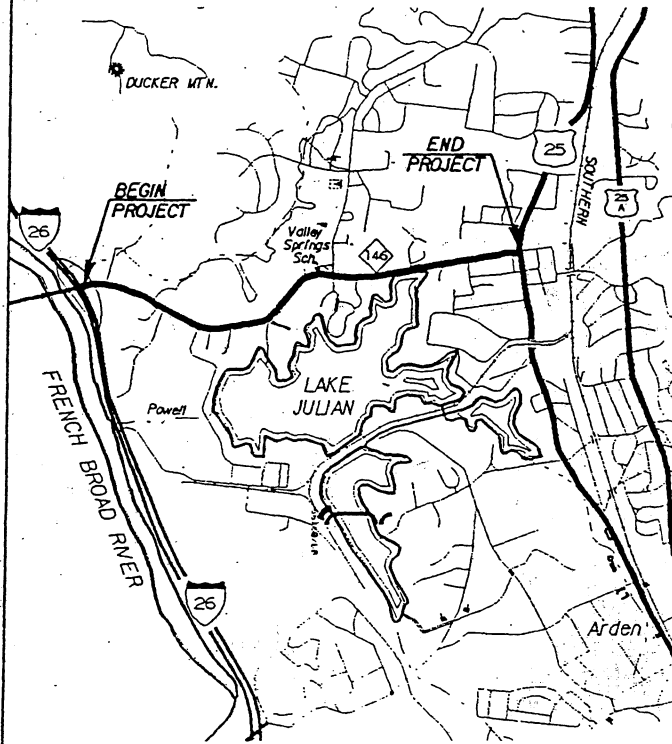 DUCKER MTN.
END
PROJECT
25
SOUTHERN
25
A
BEGIN
PROJECT
26
Valley
Springs
Sch.
146
LAKE
JULIAN
Powell
FRENCH BROAD RIVER
26
Arden